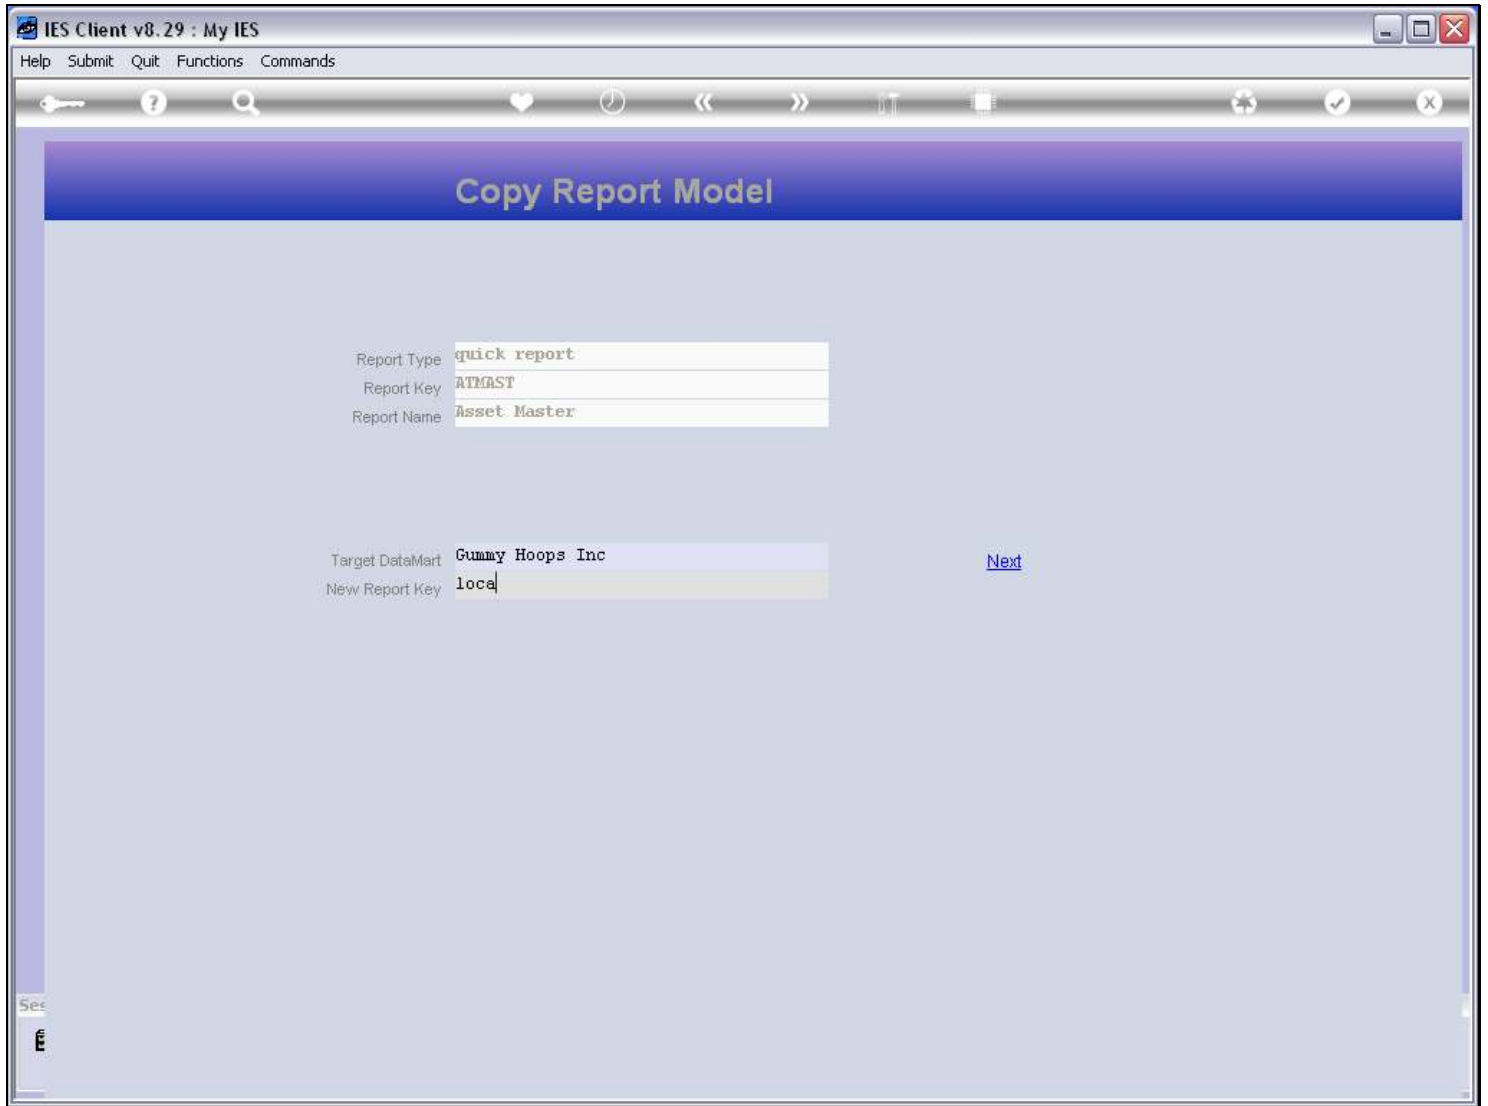 IES Client v8.29 : My IES
Help Submit Quit Functions Commands
Copy Report Model
Report Type quick report
Report Key ATMAST
Report Name Asset Master
Target DataMart Gummy Hoops Inc Next
New Report Key loca
Ses